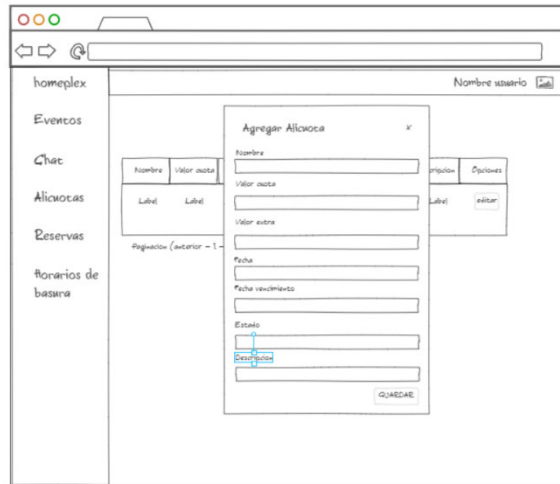 homeplex
Nombre usuario
Eventos
Chat
Alicuotas
Reservas
Horarios de
basura
Agregar Alicuota x
Nombre
Valor cuota
Valor extra
Fecha
Fecha vencimiento
Estado
Descripcion
GUARDAR
Nombre Valor cuota cripcion Opciones
Label Label Label editar
Paginacion (anterior - 1 -